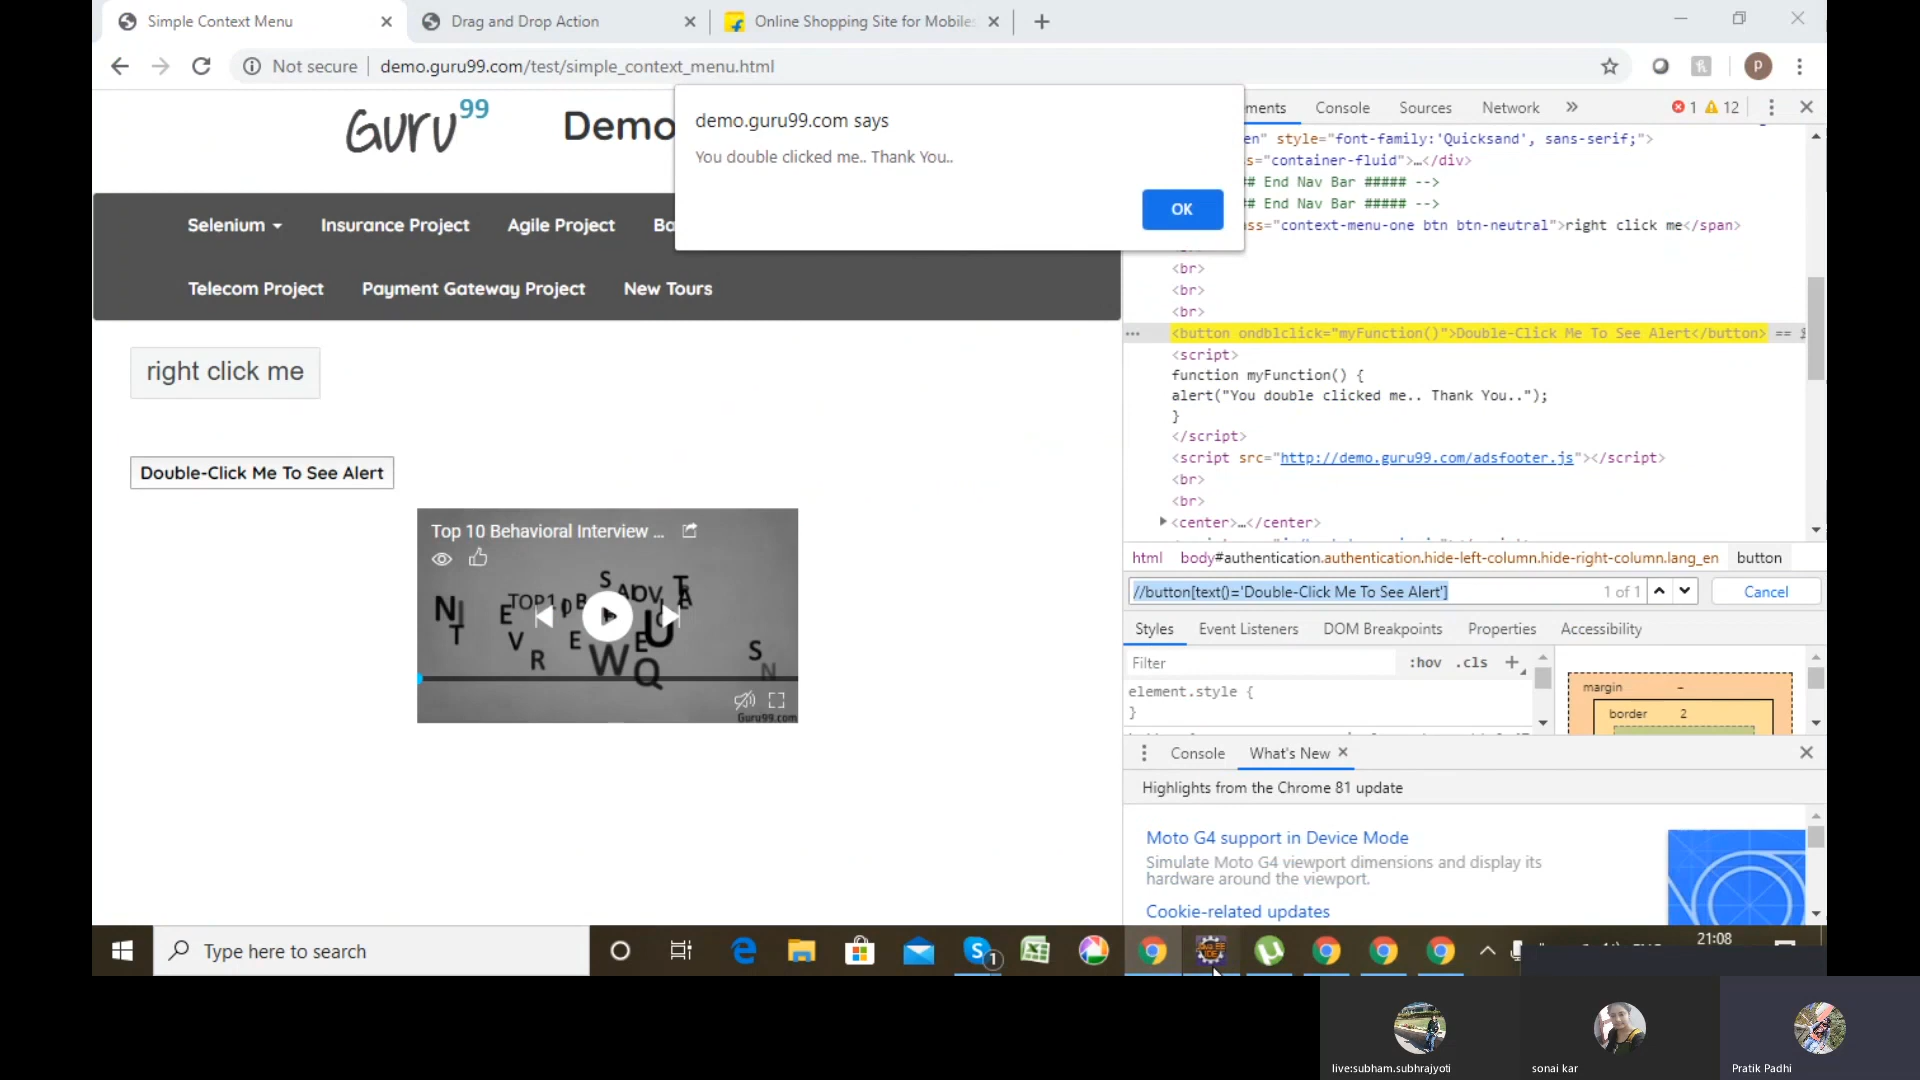 Simple Context Menu
Drag and Drop Action
Online Shopping Site for Mobiles
Not secure
demo.guru99.com/test/simple_context_menu.html
Guru99
Demo
demo.guru99.com says
You double clicked me.. Thank You..
OK
Selenium
Insurance Project
Agile Project
Ba
Telecom Project
Payment Gateway Project
New Tours
right click me
Double-Click Me To See Alert
Top 10 Behavioral Interview ...
Guru99.com
ments
Console
Sources
Network
»
1
12
en" style="font-family:'Quicksand', sans-serif;">
s="container-fluid">…</div>
# End Nav Bar ##### -->
# End Nav Bar ##### -->
ss="context-menu-one btn btn-neutral">right click me</span>
<br>
<br>
<br>
<button ondblclick="myFunction()">Double-Click Me To See Alert</button> ==
<script>
function myFunction() {
alert("You double clicked me.. Thank You..");
}
</script>
<script src="http://demo.guru99.com/adsfooter.js"></script>
<br>
<br>
<center>…</center>
html
body#authentication.authentication.hide-left-column.hide-right-column.lang_en
button
//button[text()='Double-Click Me To See Alert']
1 of 1
Cancel
Styles
Event Listeners
DOM Breakpoints
Properties
Accessibility
Filter
:hov
.cls
element.style {
}
margin
border
2
Console
What's New
Highlights from the Chrome 81 update
Moto G4 support in Device Mode
Simulate Moto G4 viewport dimensions and display its
hardware around the viewport.
Cookie-related updates
Type here to search
1
21:08
live:subham.subhrajyoti
sonai kar
Pratik Padhi